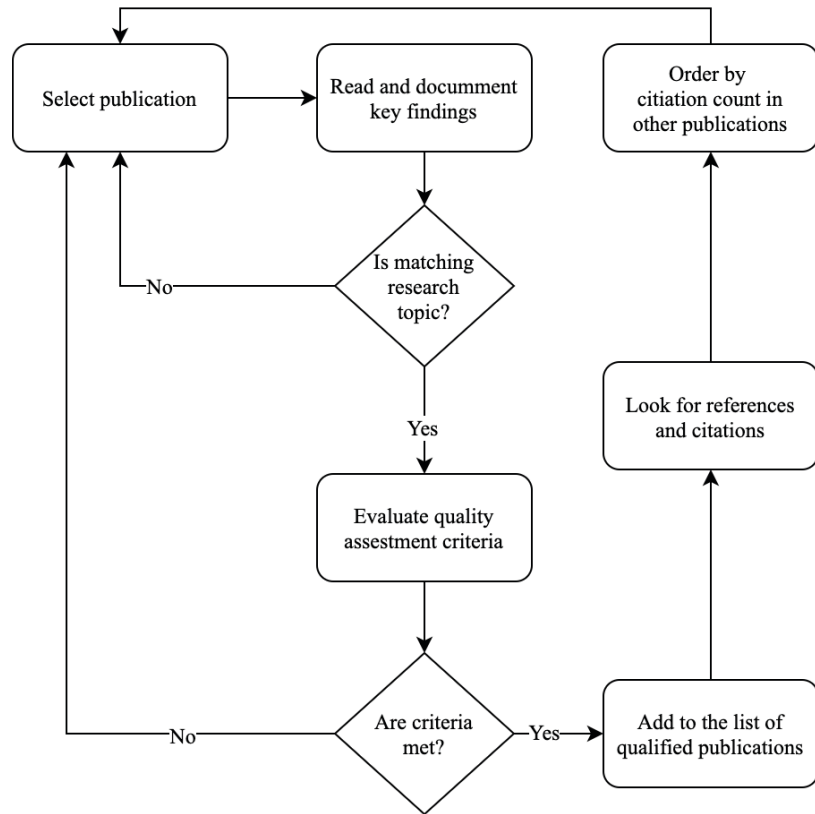 Select publication
Read and documment
key findings
Order by
citiation count in
other publications
Is matching
research
topic?
No
Look for references
and citations
Yes
Evaluate quality
assestment criteria
Are criteria
met?
No
Yes
Add to the list of
qualified publications